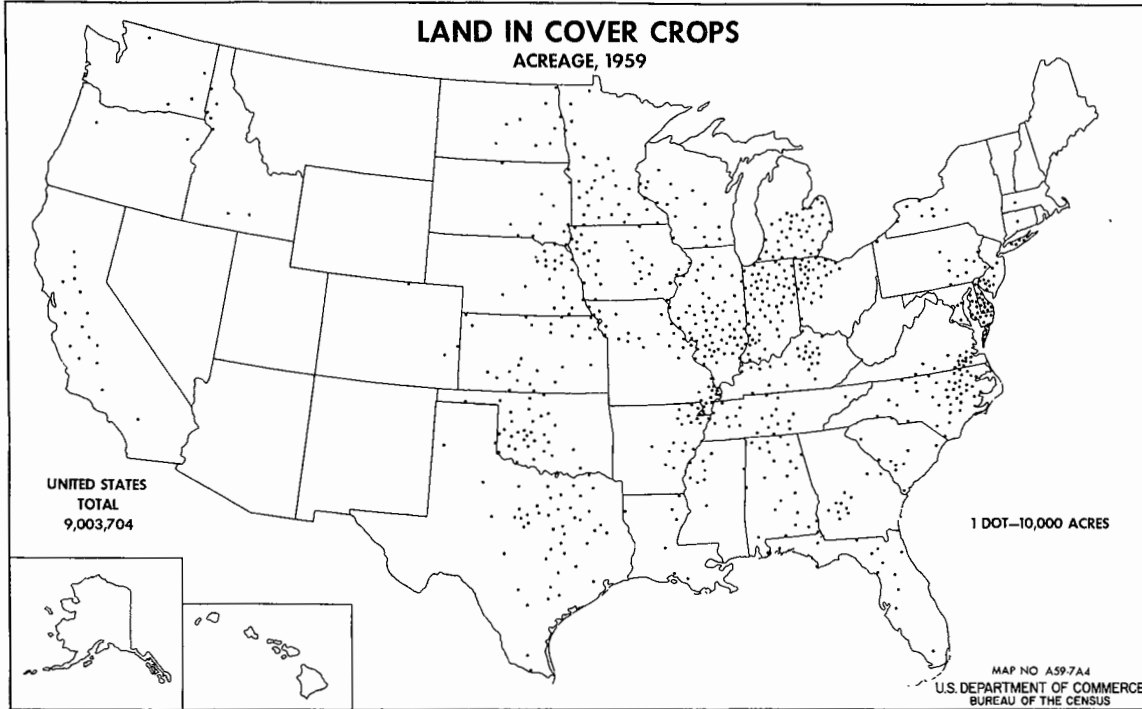 LAND IN COVER CROPS
ACREAGE, 1959
UNITED STATES
TOTAL
9,003,704
1 DOT—10,000 ACRES
MAP NO A59-7A4
U.S. DEPARTMENT OF COMMERCE
BUREAU OF THE CENSUS